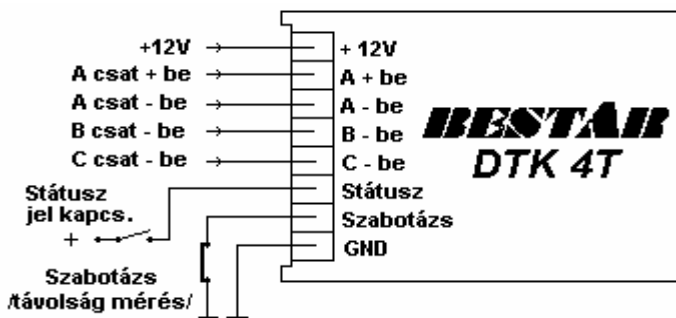 +12V
A csat + be
A csat - be
B csat - be
C csat - be
Státusz
jel kapcs.
+
Szabotázs
/távolság mérés/
+ 12V
A + be
A - be
B - be
C - be
Státusz
Szabotázs
GND
BESTAR
DTK 4T